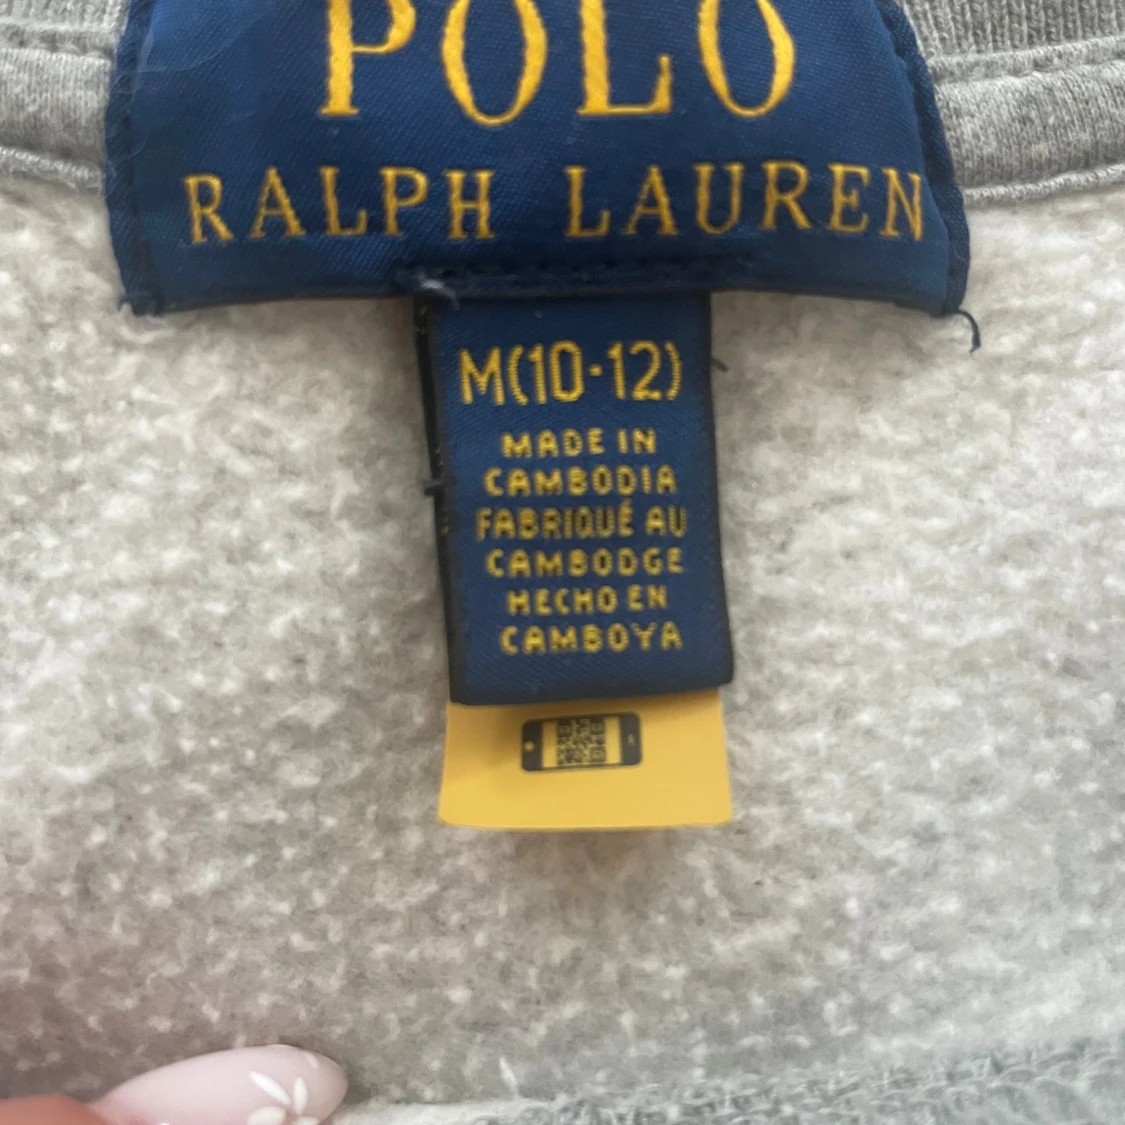 POLO
RALPH LAUREN
M(10-12)
MADE IN
CAMBODIA
FABRIQUÉ AU
CAMBODGE
HECHO EN
CAMBOYA